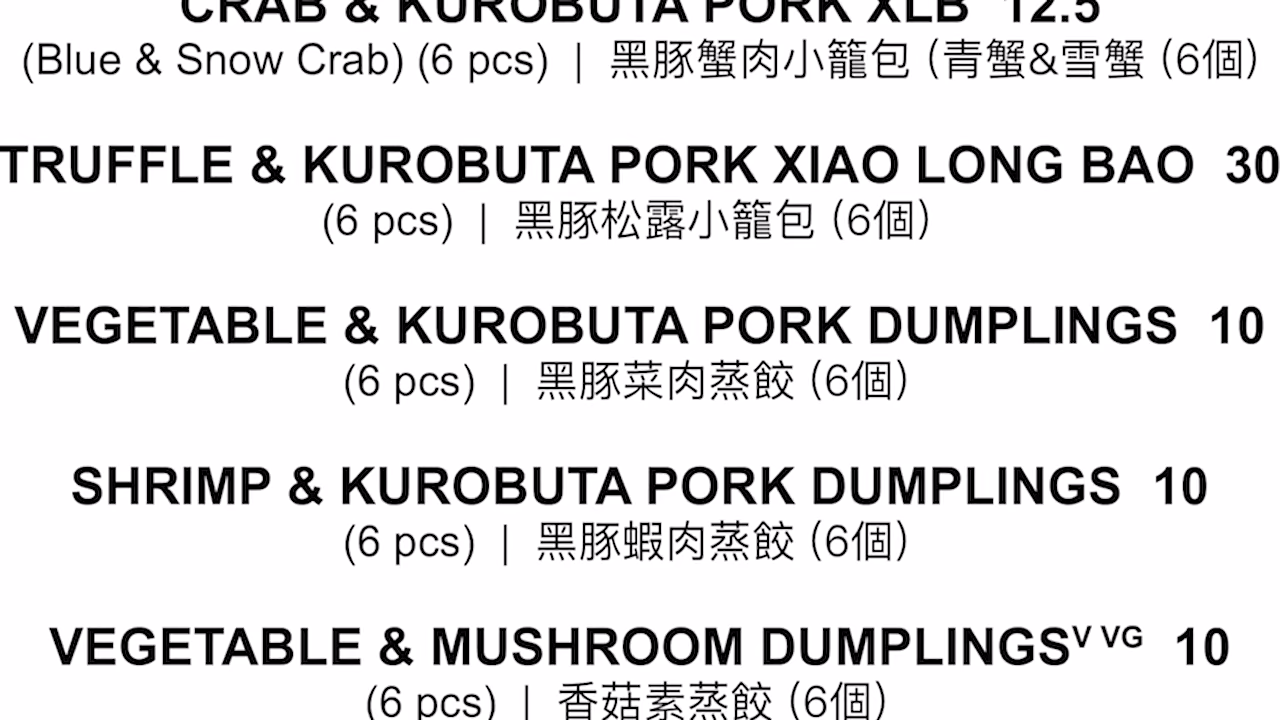 CRAB & KUROBUTA PORK XLB 12.5
(Blue & Snow Crab) (6 pcs) | 黑豚蟹肉小籠包 (青蟹&雪蟹 (6個)
TRUFFLE & KUROBUTA PORK XIAO LONG BAO 30
(6 pcs) | 黑豚松露小籠包 (6個)
VEGETABLE & KUROBUTA PORK DUMPLINGS 10
(6 pcs) | 黑豚菜肉蒸餃 (6個)
SHRIMP & KUROBUTA PORK DUMPLINGS 10
(6 pcs) | 黑豚蝦肉蒸餃 (6個)
VEGETABLE & MUSHROOM DUMPLINGS V VG 10
(6 pcs) | 香菇素蒸餃 (6個)